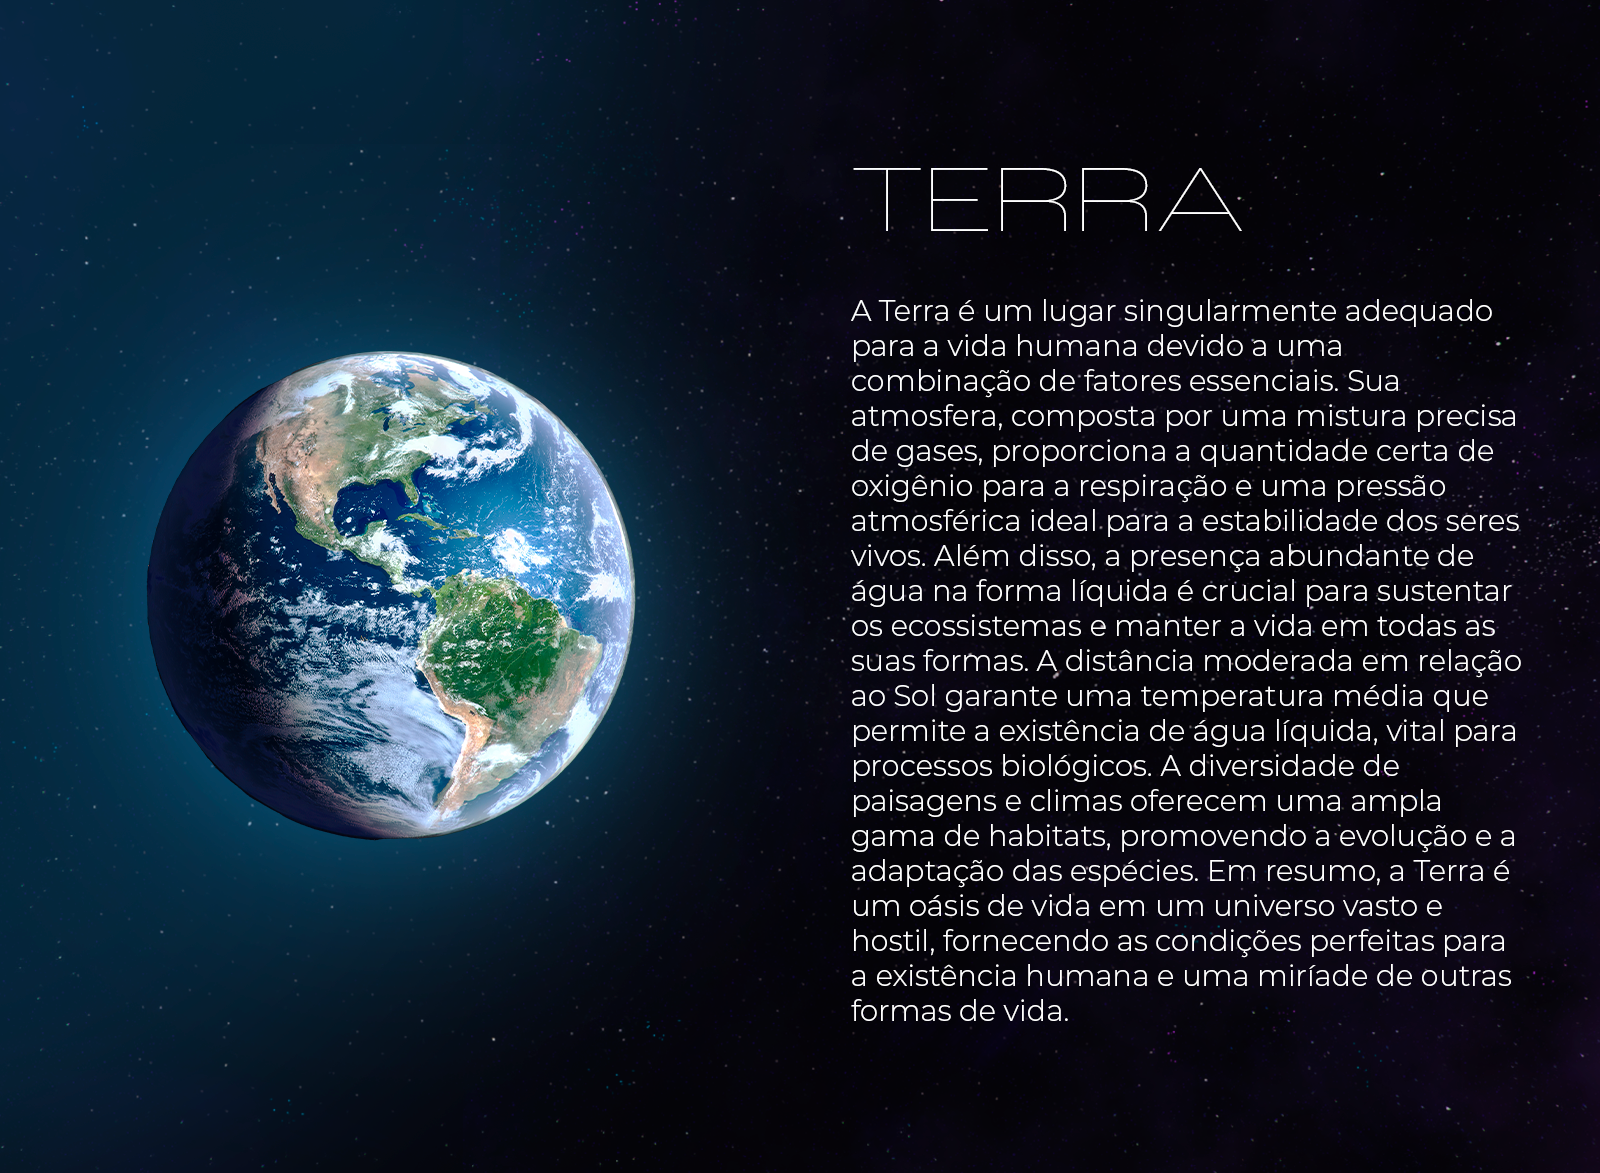 TERRA
A Terra é um lugar singularmente adequado
para a vida humana devido a uma
combinação de fatores essenciais. Sua
atmosfera, composta por uma mistura precisa
de gases, proporciona a quantidade certa de
oxigênio para a respiração e uma pressão
atmosférica ideal para a estabilidade dos seres
vivos. Além disso, a presença abundante de
água na forma líquida é crucial para sustentar
os ecossistemas e manter a vida em todas as
suas formas. A distância moderada em relação
ao Sol garante uma temperatura média que
permite a existência de água líquida, vital para
processos biológicos. A diversidade de
paisagens e climas oferecem uma ampla
gama de habitats, promovendo a evolução e a
adaptação das espécies. Em resumo, a Terra é
um oásis de vida em um universo vasto e
hostil, fornecendo as condições perfeitas para
a existência humana e uma miríade de outras
formas de vida.